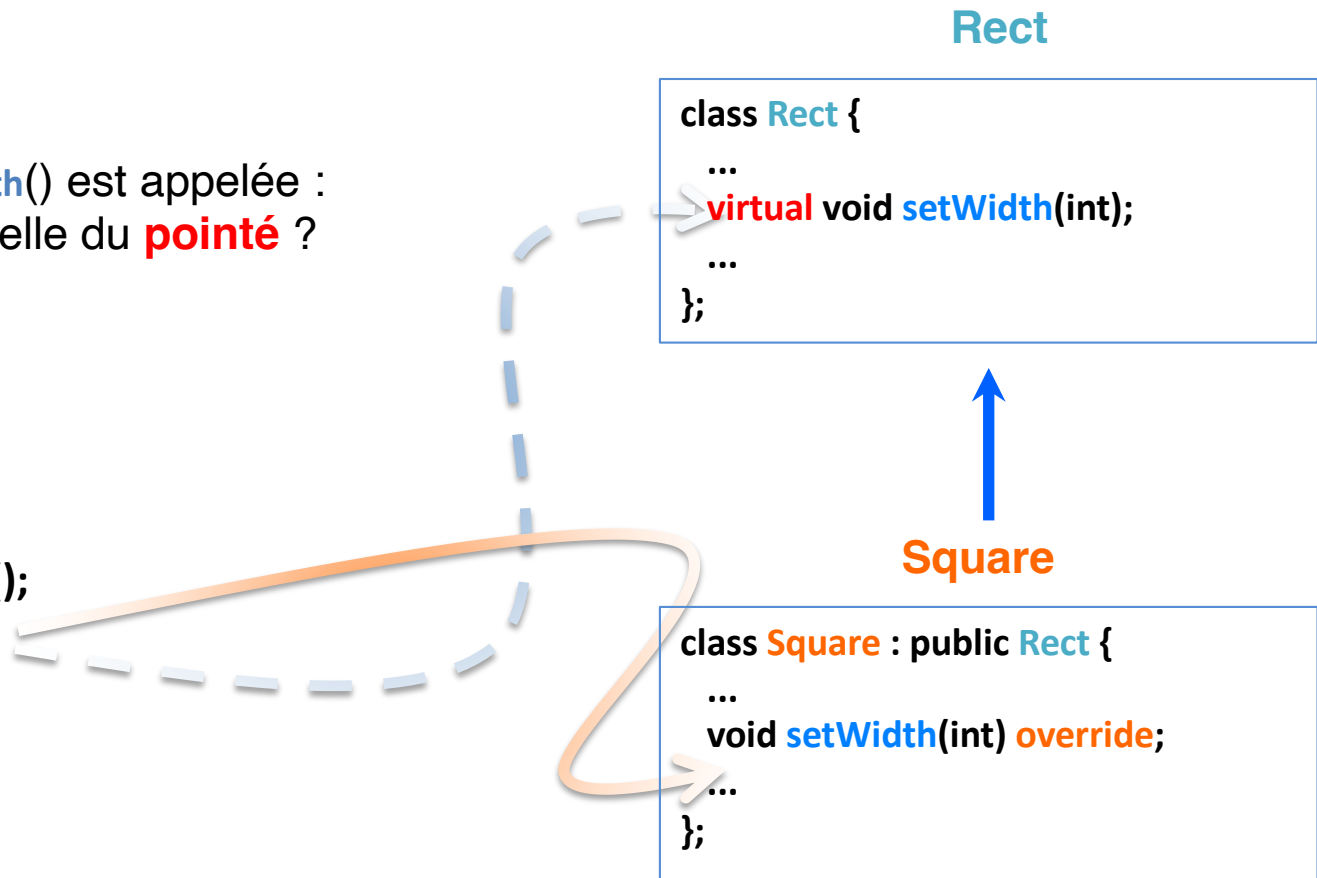 Rect
class Rect {
...
virtual void setWidth(int);
...
};
() est appelée :
du pointé ?
();
Square
class Square : public Rect {
...
void setWidth(int) override;
...
};